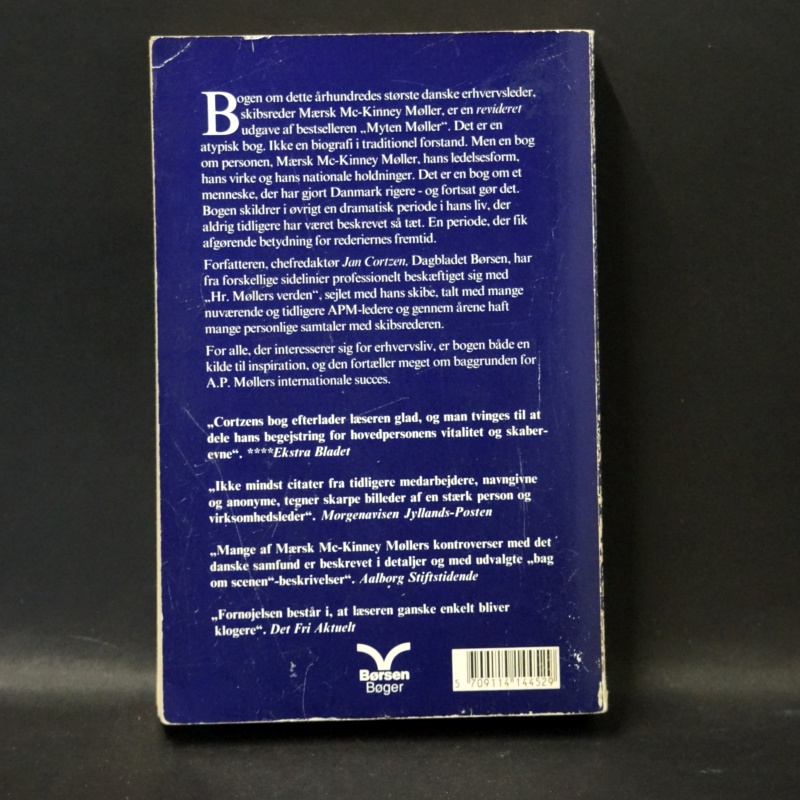 Bogen om dette århundredes største danske erhvervsleder,
skibsreder Mærsk Mc-Kinney Møller, er en revideret
udgave af bestselleren „Myten Møller“. Det er en
atypisk bog. Ikke en biografi i traditionel forstand. Men en bog
om personen, Mærsk Mc-Kinney Møller, hans ledelsesform,
hans virke og hans nationale holdninger. Det er en bog om et
menneske, der har gjort Danmark rigere - og fortsat gør det.
Bogen skildrer i øvrigt en dramatisk periode i hans liv, der
aldrig tidligere har været beskrevet så tæt. En periode, der fik
afgørende betydning for rederiernes fremtid.
Forfatteren, chefredaktør Jan Cortzen, Dagbladet Børsen, har
fra forskellige sidelinier professionelt beskæftiget sig med
„Hr. Møllers verden“, sejlet med hans skibe, talt med mange
nuværende og tidligere APM-ledere og gennem årene haft
mange personlige samtaler med skibsrederen.
For alle, der interesserer sig for erhvervsliv, er bogen både en
kilde til inspiration, og den fortæller meget om baggrunden for
A.P. Møllers internationale succes.
„Cortzens bog efterlader læseren glad, og man tvinges til at
dele hans begejstring for hovedpersonens vitalitet og skaber-
evne“. ****Ekstra Bladet
„Ikke mindst citater fra tidligere medarbejdere, navngivne
og anonyme, tegner skarpe billeder af en stærk person og
virksomhedsleder“. Morgenavisen Jyllands-Posten
„Mange af Mærsk Mc-Kinney Møllers kontroverser med det
danske samfund er beskrevet i detaljer og med udvalgte „bag
om scenen“-beskrivelser“. Aalborg Stiftstidende
„Fornøjelsen består i, at læseren ganske enkelt bliver
klogere“. Det Fri Aktuelt
Børsen
Bøger
5 709114 144529